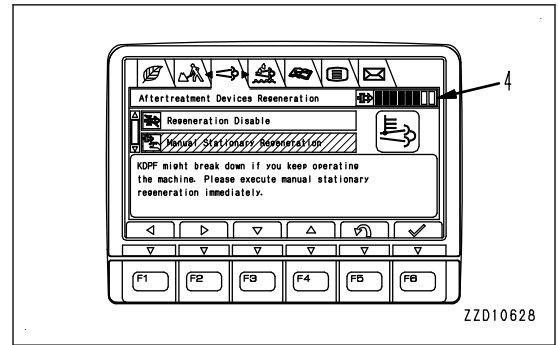 4
Aftertreatment Devices Regeneration
Regeneration Disable
Manual Stationary Regeneration
KDPF might break down if you keep operating
the machine. Please execute manual stationary
regeneration immediately.
F1 F2 F3 F4 F5 F6
ZZD10628